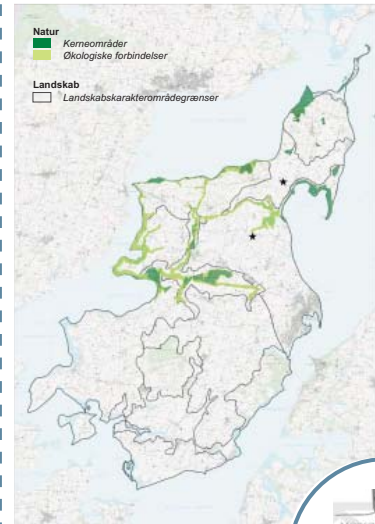 Natur
Kerneområder
Økologiske forbindelser
Landskab
Landskabskarakterområdegrænser